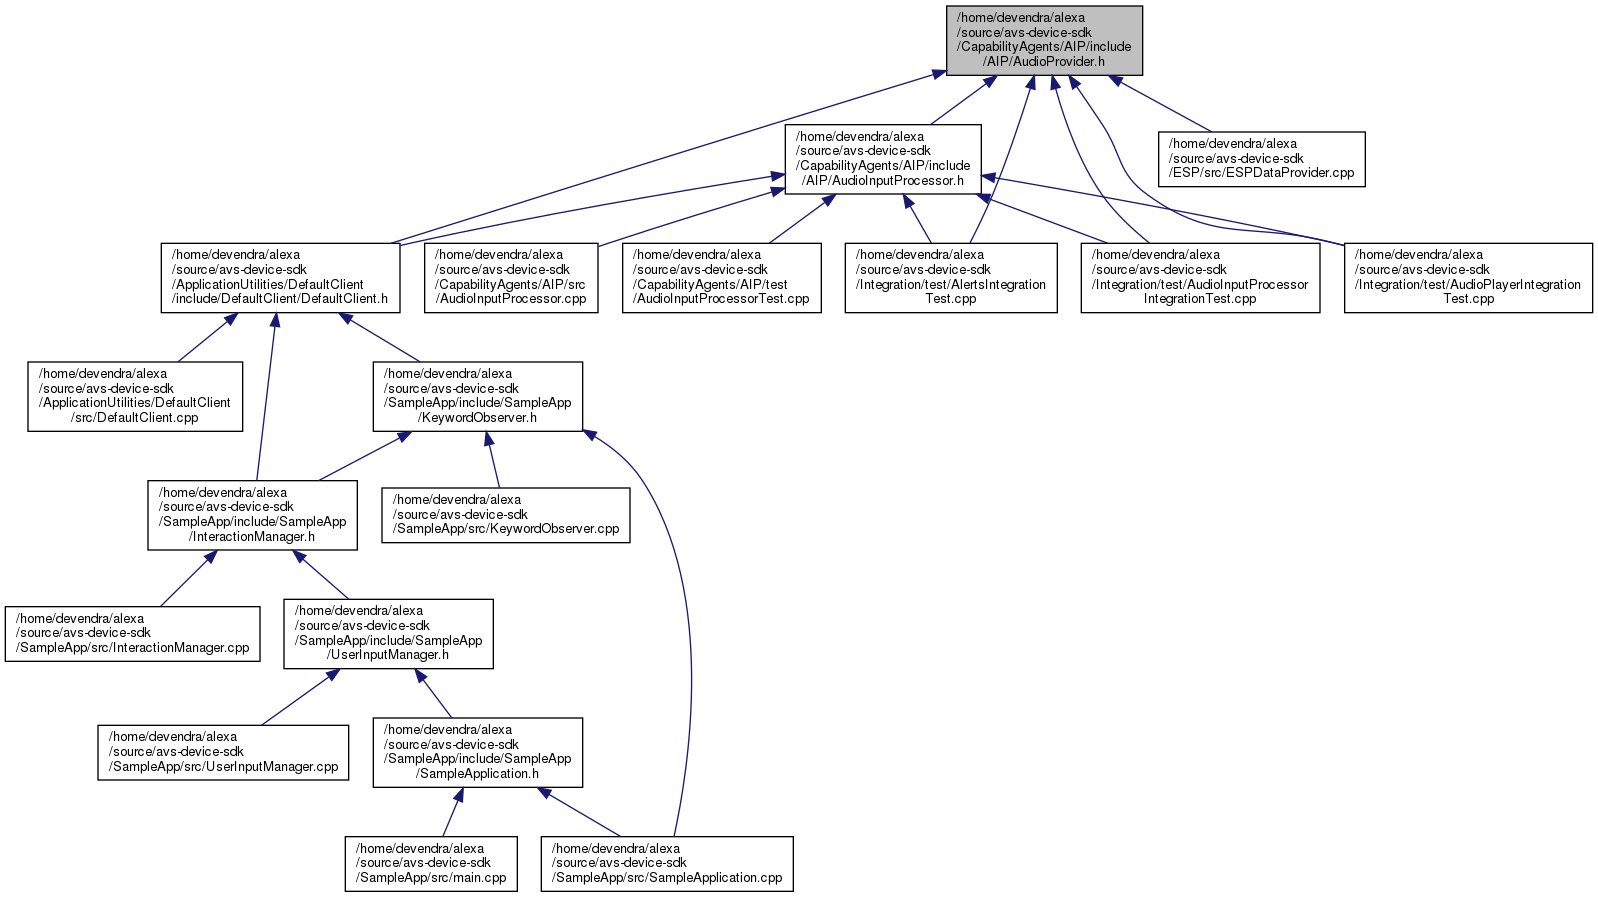 /home/devendra/alexa
/source/avs-device-sdk
/CapabilityAgents/AIP/include
/AIP/AudioProvider.h
/home/devendra/alexa
/source/avs-device-sdk
/CapabilityAgents/AIP/include
/AIP/AudioInputProcessor.h
/home/devendra/alexa
/source/avs-device-sdk
/ESP/src/ESPDataProvider.cpp
/home/devendra/alexa
/source/avs-device-sdk
/ApplicationUtilities/DefaultClient
/include/DefaultClient/DefaultClient.h
/home/devendra/alexa
/source/avs-device-sdk
/CapabilityAgents/AIP/src
/AudioInputProcessor.cpp
/home/devendra/alexa
/source/avs-device-sdk
/CapabilityAgents/AIP/test
/AudioInputProcessorTest.cpp
/home/devendra/alexa
/source/avs-device-sdk
/Integration/test/AlertsIntegration
Test.cpp
/home/devendra/alexa
/source/avs-device-sdk
/Integration/test/AudioInputProcessor
IntegrationTest.cpp
/home/devendra/alexa
/source/avs-device-sdk
/Integration/test/AudioPlayerIntegration
Test.cpp
/home/devendra/alexa
/source/avs-device-sdk
/ApplicationUtilities/DefaultClient
/src/DefaultClient.cpp
/home/devendra/alexa
/source/avs-device-sdk
/SampleApp/include/SampleApp
/KeywordObserver.h
/home/devendra/alexa
/source/avs-device-sdk
/SampleApp/include/SampleApp
/InteractionManager.h
/home/devendra/alexa
/source/avs-device-sdk
/SampleApp/src/KeywordObserver.cpp
/home/devendra/alexa
/source/avs-device-sdk
/SampleApp/src/InteractionManager.cpp
/home/devendra/alexa
/source/avs-device-sdk
/SampleApp/include/SampleApp
/UserInputManager.h
/home/devendra/alexa
/source/avs-device-sdk
/SampleApp/src/UserInputManager.cpp
/home/devendra/alexa
/source/avs-device-sdk
/SampleApp/include/SampleApp
/SampleApplication.h
/home/devendra/alexa
/source/avs-device-sdk
/SampleApp/src/main.cpp
/home/devendra/alexa
/source/avs-device-sdk
/SampleApp/src/SampleApplication.cpp